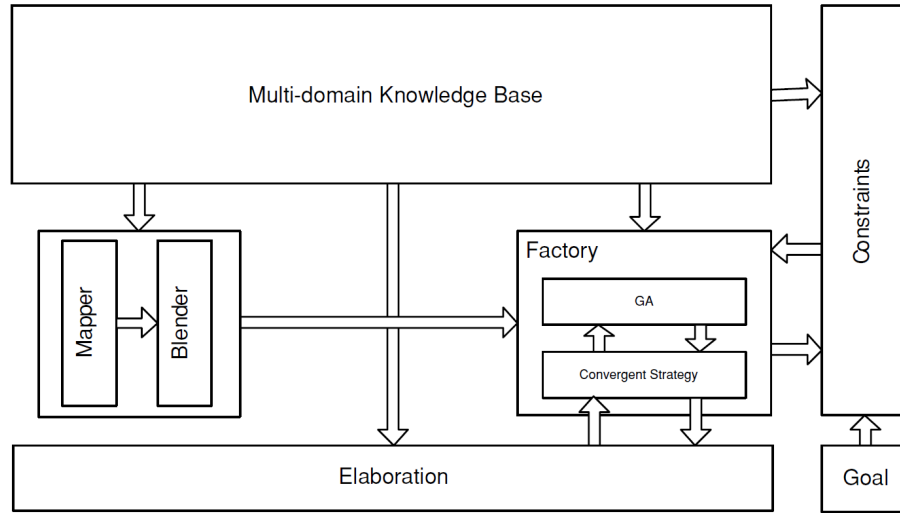 Multi-domain Knowledge Base
Constraints
Mapper
Blender
Factory
GA
Convergent Strategy
Elaboration
Goal